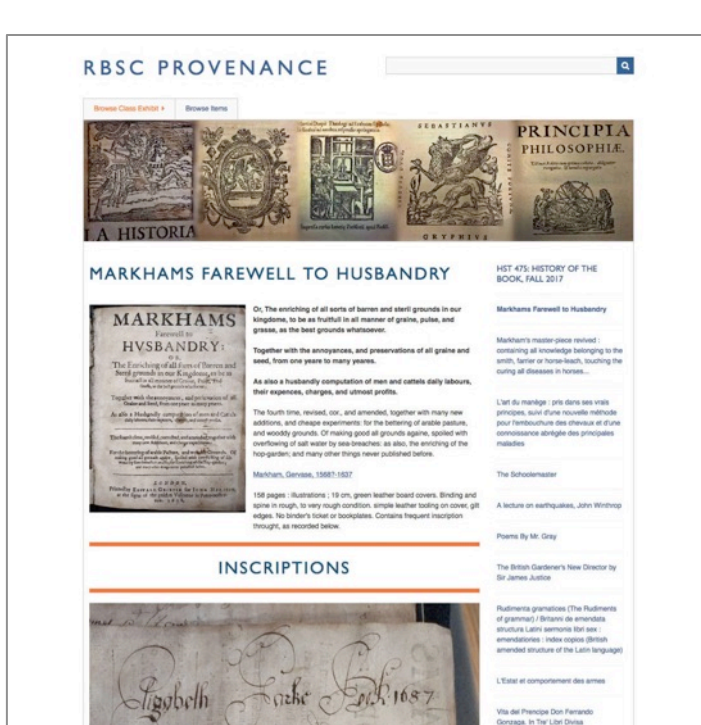 RBSC PROVENANCE
Browse Class Exhibit
Browse Items
LA HISTORIA
SEBASTIANVS
GRYPHIVS
PRINCIPIA
PHILOSOPHIÆ,
MARKHAMS FAREWELL TO HUSBANDRY
MARKHAMS
Farewell to
HVSBANDRY:
OR,
The Enriching of all sorts of Barren and
Or, The enriching of all sorts of barren and steril grounds in our
kingdome, to be as fruitfull in all manner of graine, pulse, and
grasse, as the best grounds whatsoever.
Together with the annoyances, and preservations of all graine and
seed, from one yeare to many yeares.
As also a husbandly computation of men and cattels daily labours,
their expences, charges, and utmost profits.
The fourth time, revised, cor., and amended, together with many new
additions, and cheape experiments: for the bettering of arable pasture,
and wooddy grounds. Of making good all grounds againe, spoiled with
overflowing of salt water by sea-breaches: as also, the enriching of the
hop-garden; and many other things never published before.
Markham, Gervase, 1568?-1637
158 pages : illustrations ; 19 cm, green leather board covers. Binding and
spine in rough, to very rough condition. simple leather tooling on cover, gilt
edges. No binder's ticket or bookplates. Contains frequent inscription
throught, as recorded below.
INSCRIPTIONS
1687
HST 475: HISTORY OF THE
BOOK, FALL 2017
Markhams Farewell to Husbandry
Markham's master-piece revived :
containing all knowledge belonging to the
smith, farrier or horse-leach, touching the
curing all diseases in horses...
L'art du manège : pris dans ses vrais
principes, suivi d'une nouvelle méthode
pour l'embouchure des chevaux et d'une
connoissance abrégée des principales
maladies
The Schoolemaster
A lecture on earthquakes, John Winthrop
Poems By Mr. Gray
The British Gardener's New Director by
Sir James Justice
Rudimenta gramatices (The Rudiments
of grammar) / Britanni de emendata
structura Latini sermonis libri sex :
emendatiores : index copios (British
amended structure of the Latin language)
L'Estat et comportement des armes
Vita del Prencipe Don Ferrando
Gonzaga. In Tre' Libri Divisa